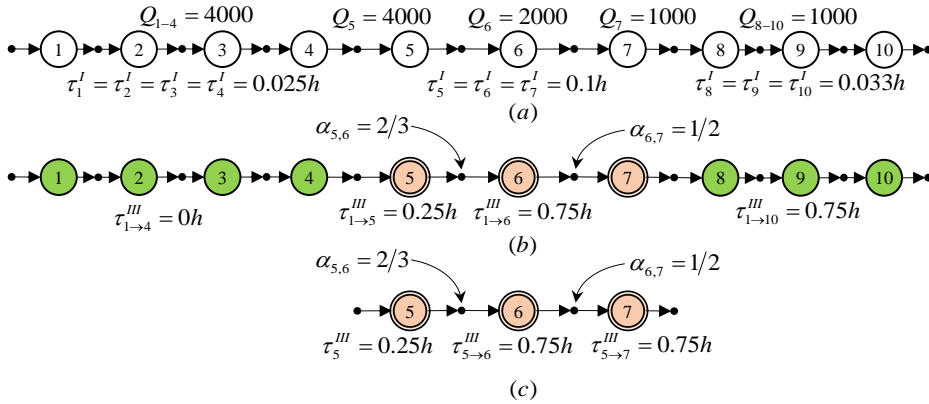 Q_{1-4} = 4000 Q_5 = 4000 Q_6 = 2000 Q_7 = 1000 Q_{8-10} = 1000
1 2 3 4 5 6 7 8 9 10
τ_1^I = τ_2^I = τ_3^I = τ_4^I = 0.025h τ_5^I = τ_6^I = τ_7^I = 0.1h τ_8^I = τ_9^I = τ_{10}^I = 0.033h
(a)
α_{5,6} = 2/3 α_{6,7} = 1/2
1 2 3 4 5 6 7 8 9 10
τ_{1→4}^{III} = 0h τ_{1→5}^{III} = 0.25h τ_{1→6}^{III} = 0.75h τ_{1→10}^{III} = 0.75h
(b)
α_{5,6} = 2/3 α_{6,7} = 1/2
5 6 7
τ_5^{III} = 0.25h τ_{5→6}^{III} = 0.75h τ_{5→7}^{III} = 0.75h
(c)